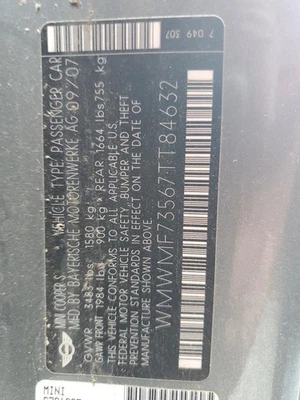 7 049 307
MINI COOPER S VEHICLE TYPE: PASSENGER CAR
MFD BY BAYERISCHE MOTORENWERKE AG 09/07
GVWR 3483 lbs/ 1580 kg
GAWR FRONT 1984 lbs/ 900 kg • REAR 1664 lbs/755 kg
THIS VEHICLE CONFORMS TO ALL APPLICABLE U.S.
FEDERAL MOTOR VEHICLE SAFETY, BUMPER AND THEFT
PREVENTION STANDARDS IN EFFECT ON THE DATE OF
MANUFACTURE SHOWN ABOVE.
WMWMF73567TT84632
MINI